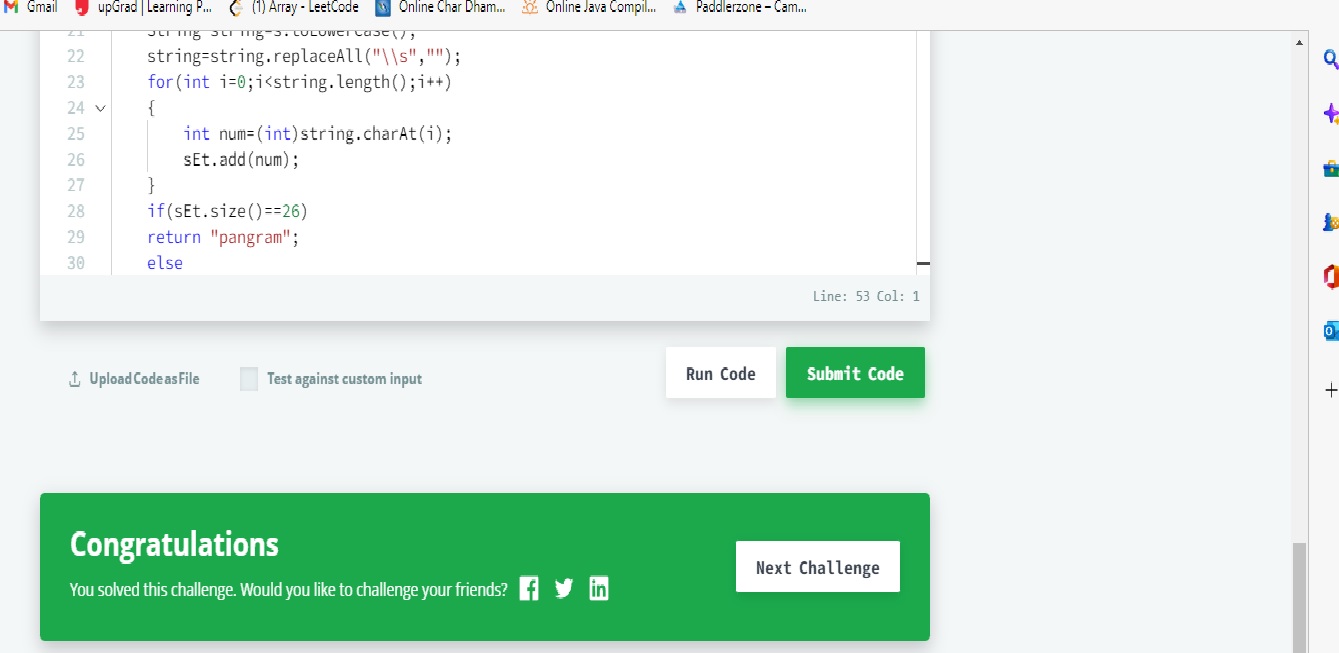 Gmail upGrad | Learning P... (1) Array - LeetCode Online Char Dham... Online Java Compil... Paddlerzone – Cam...
21 String string=s.toLowerCase();
22 string=string.replaceAll("\\s","");
23 for(int i=0;i<string.length();i++)
24 {
25 int num=(int)string.charAt(i);
26 sEt.add(num);
27 }
28 if(sEt.size()==26)
29 return "pangram";
30 else
Line: 53 Col: 1
Upload Code as File Test against custom input Run Code Submit Code
Congratulations
You solved this challenge. Would you like to challenge your friends?
Next Challenge